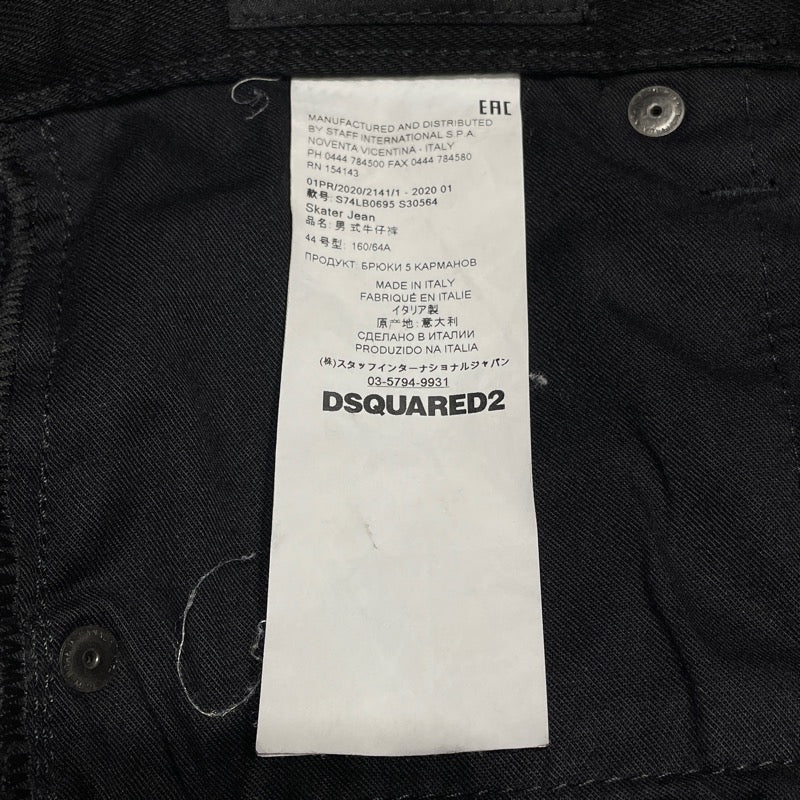 EAC
MANUFACTURED AND DISTRIBUTED
BY STAFF INTERNATIONAL S.P.A.
NOVENTA VICENTINA - ITALY
PH 0444 784500 FAX 0444 784580
RN 154143
01PR/2020/2141/1 - 2020 01
款号: S74LB0695 S30564
Skater Jean
品名: 男 式牛仔裤
44 号型: 160/64A
ПРОДУКТ: БРЮКИ 5 КАРМАНОВ
MADE IN ITALY
FABRIQUÉ EN ITALIE
イタリア製
原产地: 意大利
СДЕЛАНО В ИТАЛИИ
PRODUZIDO NA ITALIA
(株)スタッフインターナショナルジャパン
03-5794-9931
DSQUARED2